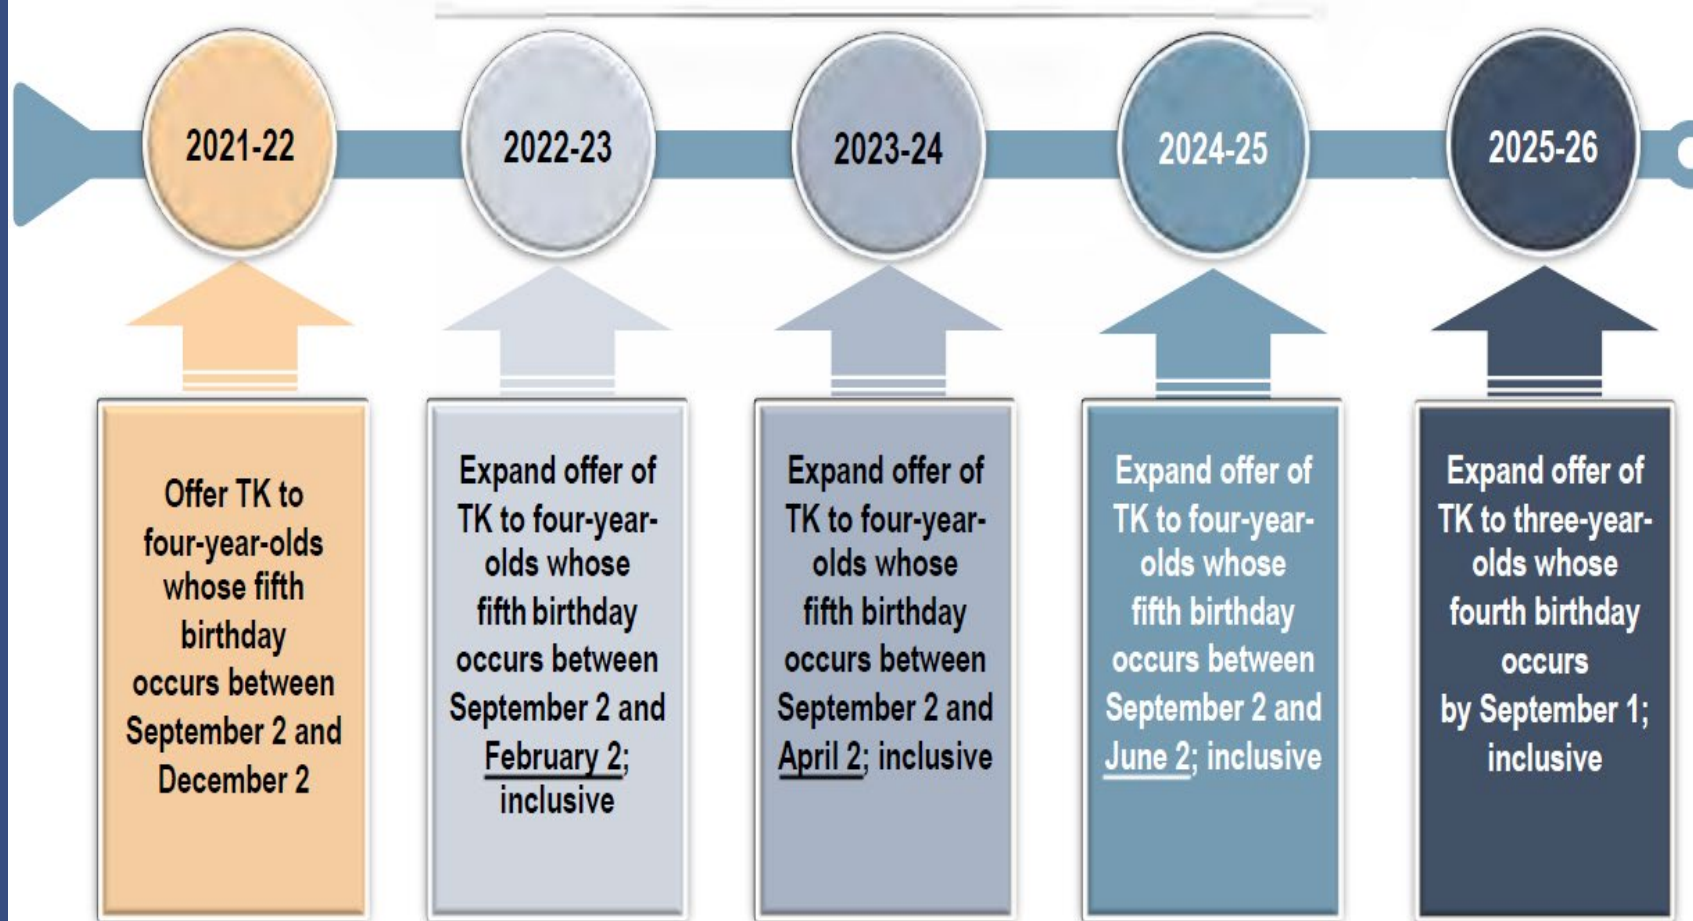 2021-22
2022-23
2023-24
2024-25
2025-26
Offer TK to
four-year-olds
whose fifth
birthday
occurs between
September 2 and
December 2
Expand offer of
TK to four-year-
olds whose
fifth birthday
occurs between
September 2 and
February 2;
inclusive
Expand offer of
TK to four-year-
olds whose
fifth birthday
occurs between
September 2 and
April 2; inclusive
Expand offer of
TK to four-year-
olds whose
fifth birthday
occurs between
September 2 and
June 2; inclusive
Expand offer of
TK to three-year-
olds whose
fourth birthday
occurs
by September 1;
inclusive